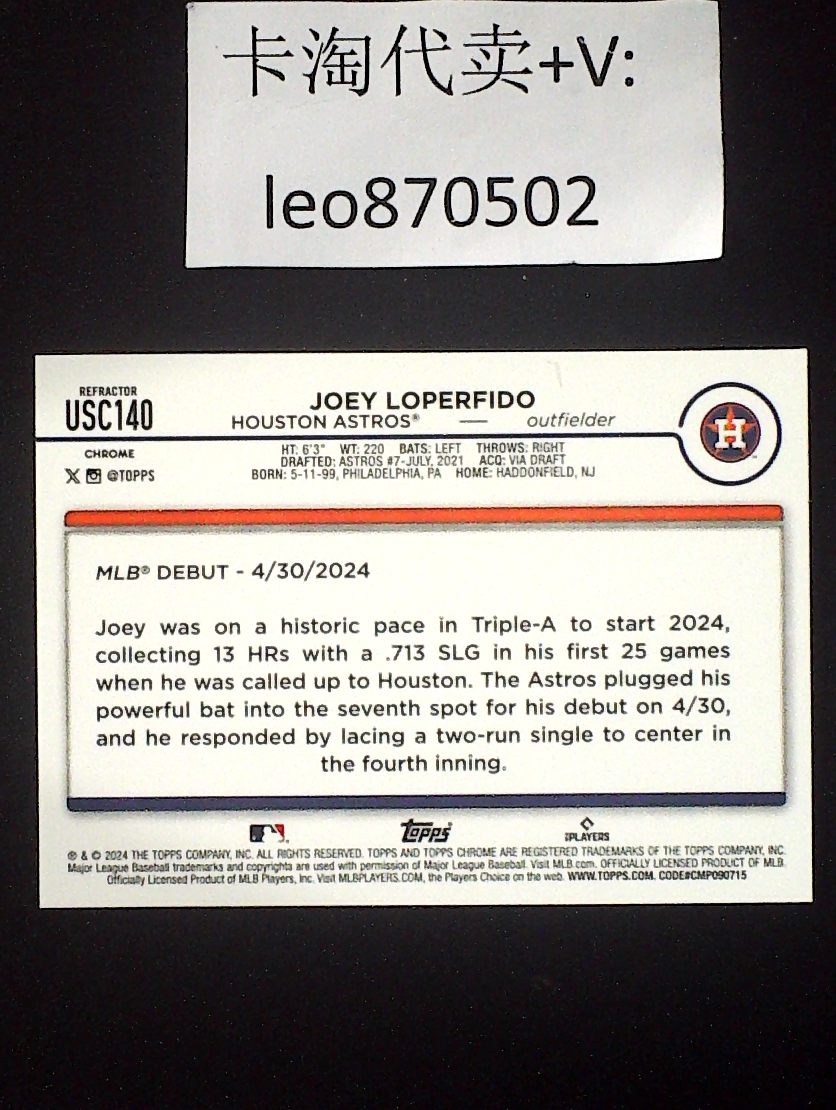 卡淘代卖+V:
leo870502
REFRACTOR
USC140
CHROME
@TOPPS
JOEY LOPERFIDO
HOUSTON ASTROS® — outfielder
HT: 6'3" WT: 220 BATS: LEFT THROWS: RIGHT
DRAFTED: ASTROS #7-JULY, 2021 ACQ: VIA DRAFT
BORN: 5-11-99, PHILADELPHIA, PA HOME: HADDONFIELD, NJ
H
MLB® DEBUT - 4/30/2024
Joey was on a historic pace in Triple-A to start 2024,
collecting 13 HRs with a .713 SLG in his first 25 games
when he was called up to Houston. The Astros plugged his
powerful bat into the seventh spot for his debut on 4/30,
and he responded by lacing a two-run single to center in
the fourth inning.
Topps
PLAYERS
® & © 2024 THE TOPPS COMPANY, INC. ALL RIGHTS RESERVED. TOPPS AND TOPPS CHROME ARE REGISTERED TRADEMARKS OF THE TOPPS COMPANY, INC.
Major League Baseball trademarks and copyrights are used with permission of Major League Baseball. Visit MLB.com. OFFICIALLY LICENSED PRODUCT OF MLB
Officially Licensed Product of MLB Players, Inc. Visit MLBPLAYERS.COM, the Players Choice on the web. WWW.TOPPS.COM. CODE#CMP090715